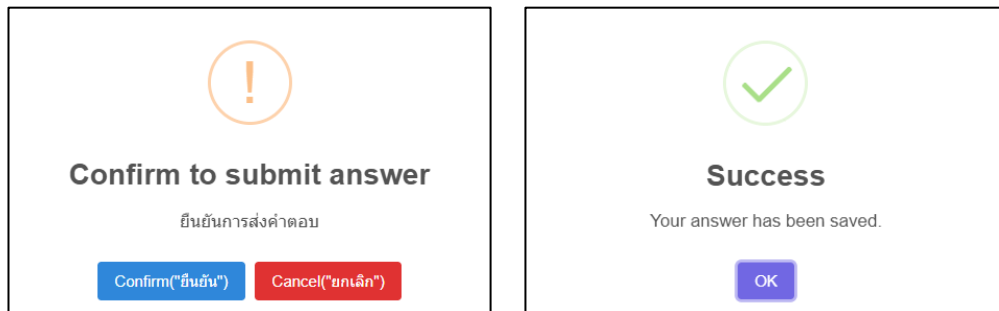 Confirm to submit answer
ยืนยันการส่งคำตอบ
Confirm("ยืนยัน") Cancel("ยกเลิก")
Success
Your answer has been saved.
OK